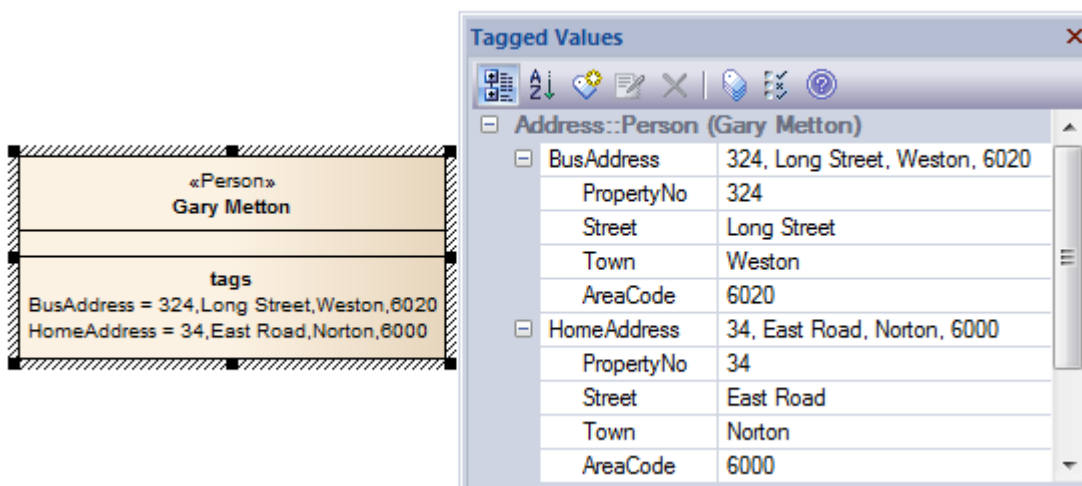 «Person»
Gary Metton
tags
BusAddress = 324,Long Street,Weston,6020
HomeAddress = 34,East Road,Norton,6000
Tagged Values
Address::Person (Gary Metton)
BusAddress 324, Long Street, Weston, 6020
PropertyNo 324
Street Long Street
Town Weston
AreaCode 6020
HomeAddress 34, East Road, Norton, 6000
PropertyNo 34
Street East Road
Town Norton
AreaCode 6000